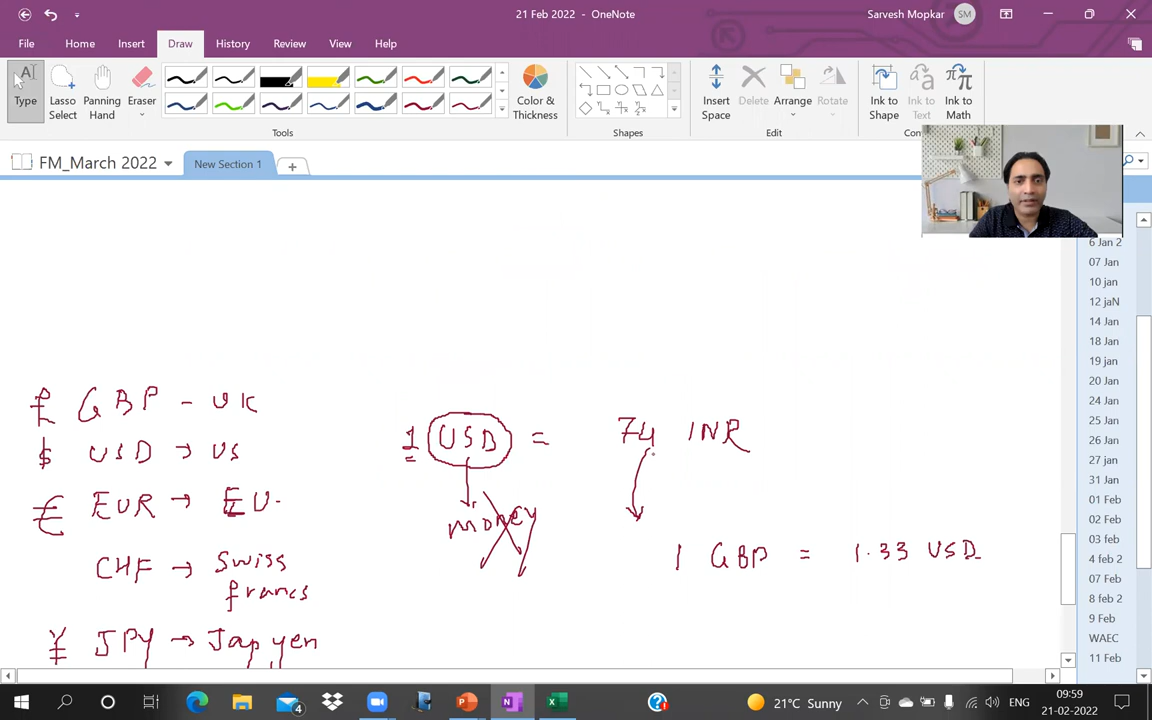 21 Feb 2022 - OneNote
Sarvesh Mopkar SM
File Home Insert Draw History Review View Help
Type
Lasso Select
Panning Hand
Eraser
Color & Thickness
Insert Space
Delete
Arrange
Rotate
Ink to Shape
Ink to Text
Ink to Math
Tools
Shapes
Edit
Con
FM_March 2022
New Section 1
6 Jan 2
07 Jan
10 jan
12 jaN
14 Jan
18 Jan
19 jan
20 Jan
24 Jan
25 Jan
26 Jan
27 jan
31 Jan
01 Feb
02 Feb
03 feb
4 feb 2
07 Feb
8 feb 2
9 Feb
WAEC
11 Feb
£ GBP - UK
$ USD → US
€ EUR → EU.
CHF → Swiss francs
¥ JPY → Jap yen
1 USD = 74 INR
money
1 GBP = 1.33 USD
4
21°C Sunny
ENG
09:59
21-02-2022